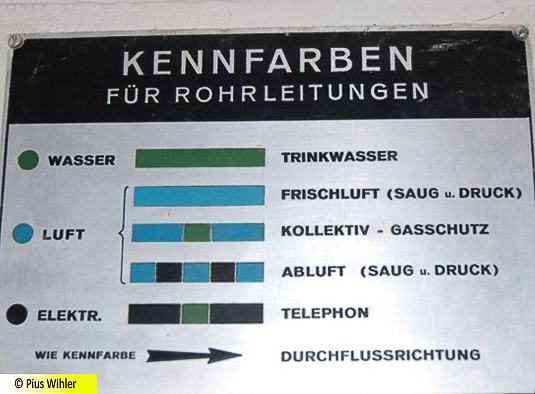 KENNFARBEN
FÜR ROHRLEITUNGEN
WASSER TRINKWASSER
FRISCHLUFT (SAUG u. DRUCK)
LUFT KOLLEKTIV - GASSCHUTZ
ABLUFT (SAUG u. DRUCK)
ELEKTR. TELEPHON
WIE KENNFARBE DURCHFLUSSRICHTUNG
© Pius Wihler